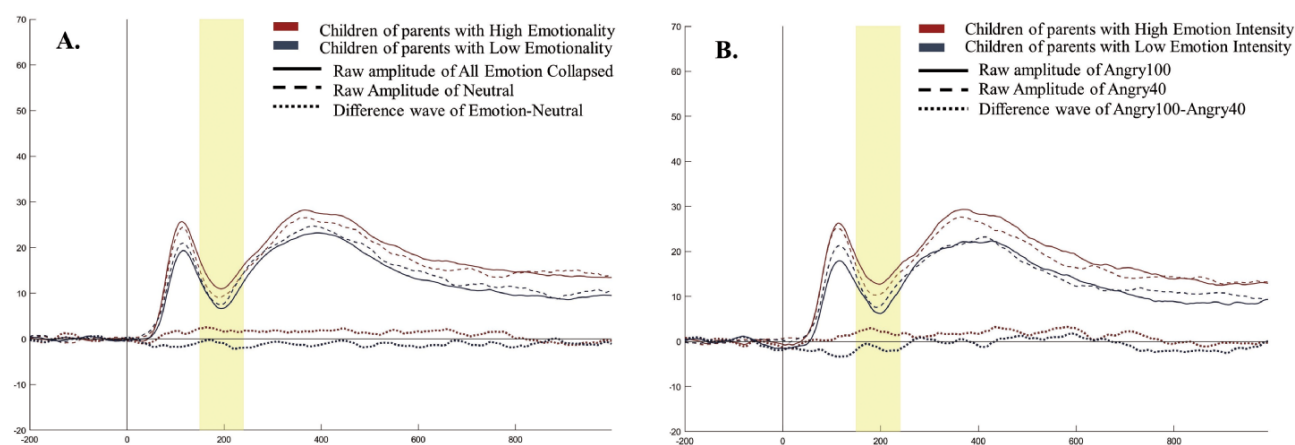 A.
Children of parents with High Emotionality
Children of parents with Low Emotionality
Raw amplitude of All Emotion Collapsed
Raw Amplitude of Neutral
Difference wave of Emotion-Neutral
70
60
50
40
30
20
10
0
-10
-20
-200 0 200 400 600 800
B.
Children of parents with High Emotion Intensity
Children of parents with Low Emotion Intensity
Raw amplitude of Angry100
Raw Amplitude of Angry40
Difference wave of Angry100-Angry40
70
60
50
40
30
20
10
0
-10
-20
-200 0 200 400 600 800